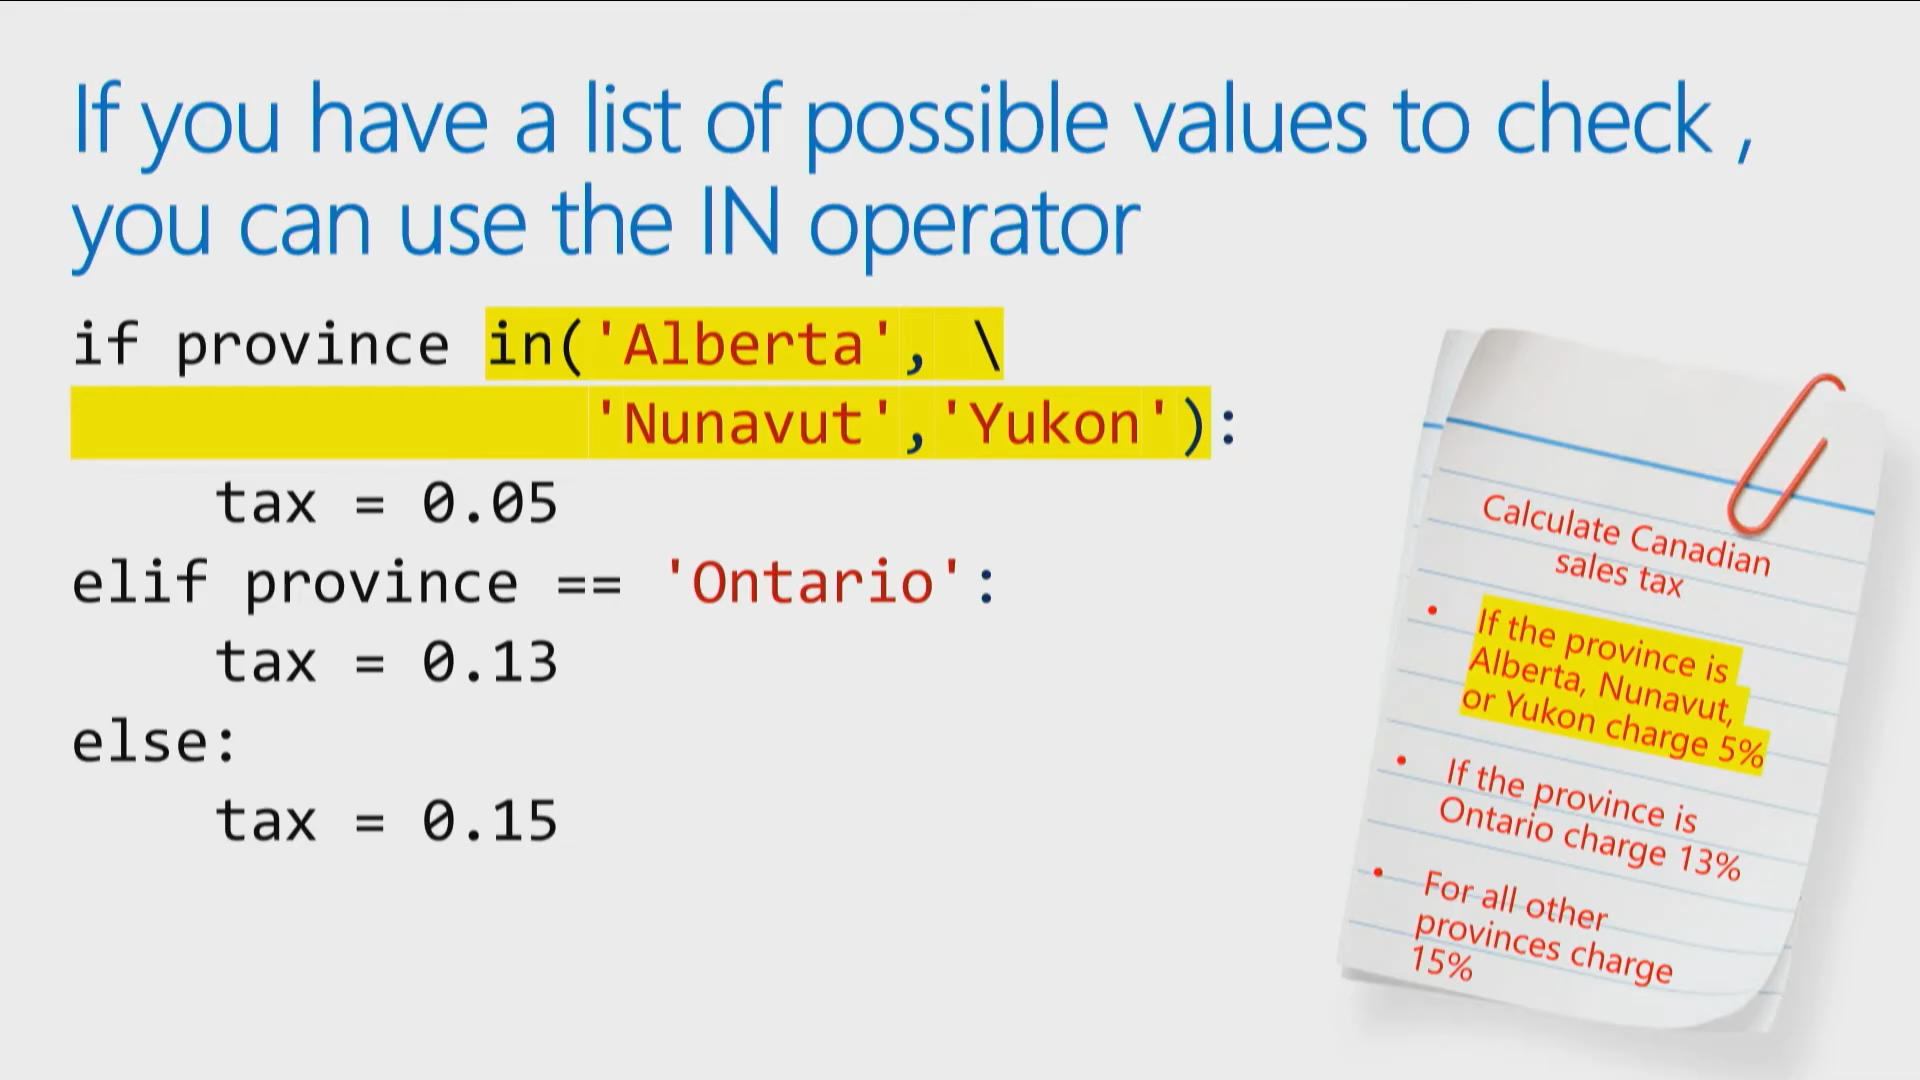 If you have a list of possible values to check ,
you can use the IN operator
if province in('Alberta', \
               'Nunavut','Yukon'):
    tax = 0.05
elif province == 'Ontario':
    tax = 0.13
else:
    tax = 0.15
Calculate Canadian
sales tax
• If the province is
Alberta, Nunavut,
or Yukon charge 5%
• If the province is
Ontario charge 13%
• For all other
provinces charge
15%